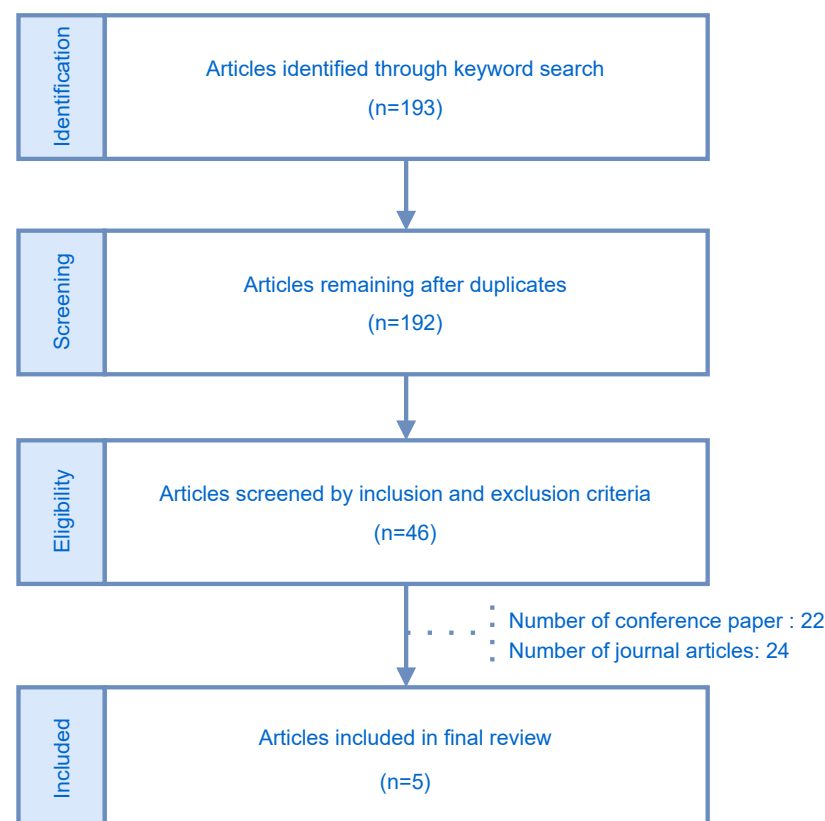 Identification
Articles identified through keyword search
(n=193)
Screening
Articles remaining after duplicates
(n=192)
Eligibility
Articles screened by inclusion and exclusion criteria
(n=46)
Number of conference paper : 22
Number of journal articles: 24
Included
Articles included in final review
(n=5)